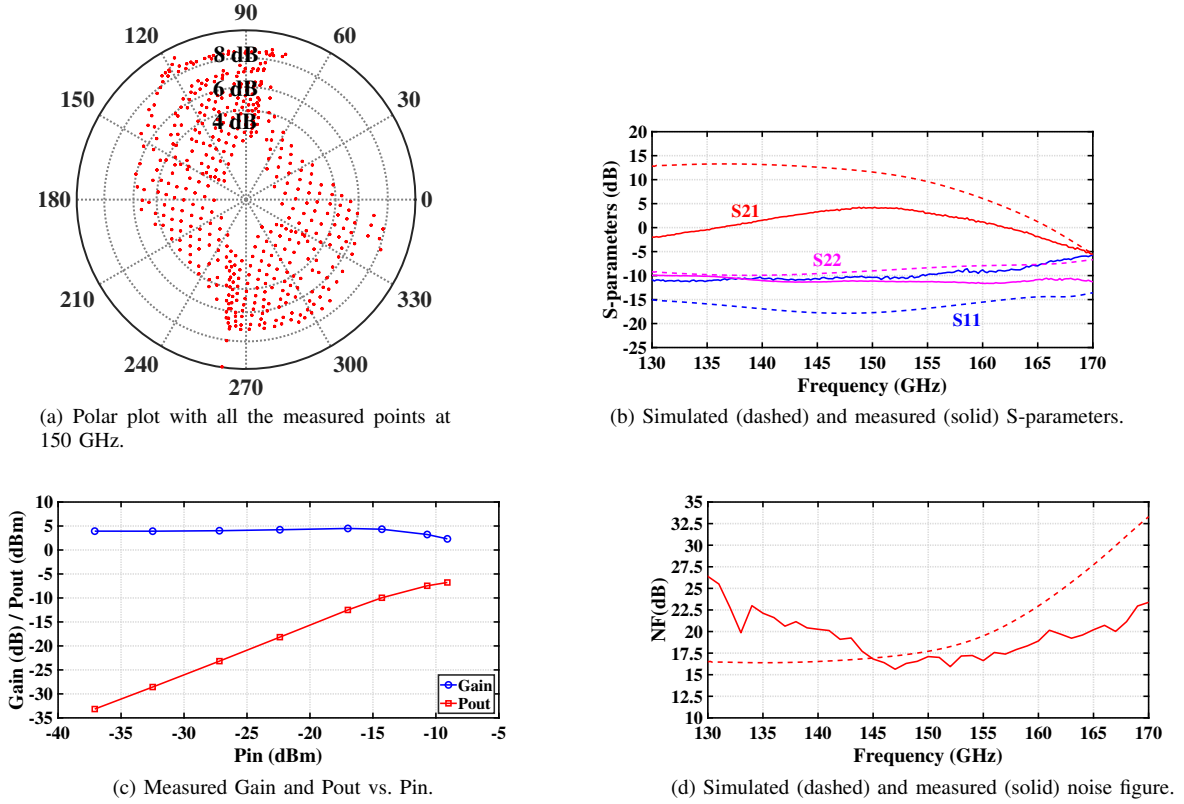 90
120
60
8 dB
150
6 dB
30
4 dB
180
0
210
330
240
300
270
(a) Polar plot with all the measured points at
150 GHz.
20
15
10
5
0
-5
-10
-15
-20
-25
S-parameters (dB)
S21
S22
S11
130 135 140 145 150 155 160 165 170
Frequency (GHz)
(b) Simulated (dashed) and measured (solid) S-parameters.
10
5
0
-5
-10
-15
-20
-25
-30
-35
Gain (dB) / Pout (dBm)
Gain
Pout
-40 -35 -30 -25 -20 -15 -10 -5
Pin (dBm)
(c) Measured Gain and Pout vs. Pin.
35
32.5
30
27.5
25
22.5
20
17.5
15
12.5
10
NF(dB)
130 135 140 145 150 155 160 165 170
Frequency (GHz)
(d) Simulated (dashed) and measured (solid) noise figure.